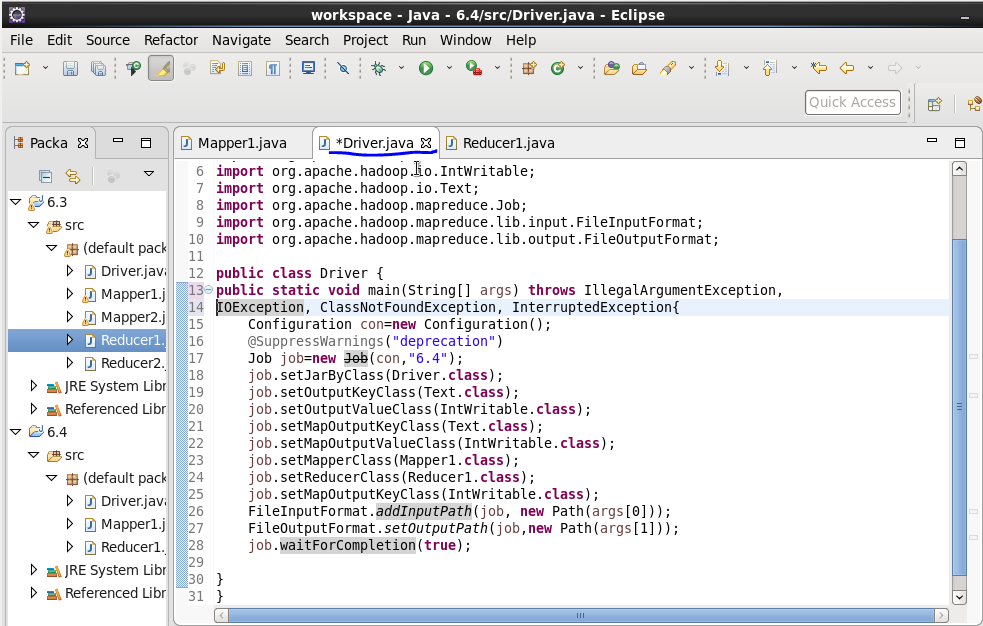 workspace - Java - 6.4/src/Driver.java - Eclipse
File Edit Source Refactor Navigate Search Project Run Window Help
Quick Access
Packa
Mapper1.java *Driver.java Reducer1.java
6.3
src
(default pack
Driver.java
Mapper1.j
Mapper2.j
Reducer1.
Reducer2.
JRE System Libr
Referenced Libr
6.4
src
(default pack
Driver.java
Mapper1.j
Reducer1.
JRE System Libr
Referenced Libr
6 import org.apache.hadoop.io.IntWritable;
7 import org.apache.hadoop.io.Text;
8 import org.apache.hadoop.mapreduce.Job;
9 import org.apache.hadoop.mapreduce.lib.input.FileInputFormat;
10 import org.apache.hadoop.mapreduce.lib.output.FileOutputFormat;
11
12 public class Driver {
13 public static void main(String[] args) throws IllegalArgumentException,
14 IOException, ClassNotFoundException, InterruptedException{
15 Configuration con=new Configuration();
16 @SuppressWarnings("deprecation")
17 Job job=new Job(con,"6.4");
18 job.setJarByClass(Driver.class);
19 job.setOutputKeyClass(Text.class);
20 job.setOutputValueClass(IntWritable.class);
21 job.setMapOutputKeyClass(Text.class);
22 job.setMapOutputValueClass(IntWritable.class);
23 job.setMapperClass(Mapper1.class);
24 job.setReducerClass(Reducer1.class);
25 job.setMapOutputKeyClass(IntWritable.class);
26 FileInputFormat.addInputPath(job, new Path(args[0]));
27 FileOutputFormat.setOutputPath(job,new Path(args[1]));
28 job.waitForCompletion(true);
29
30 }
31 }